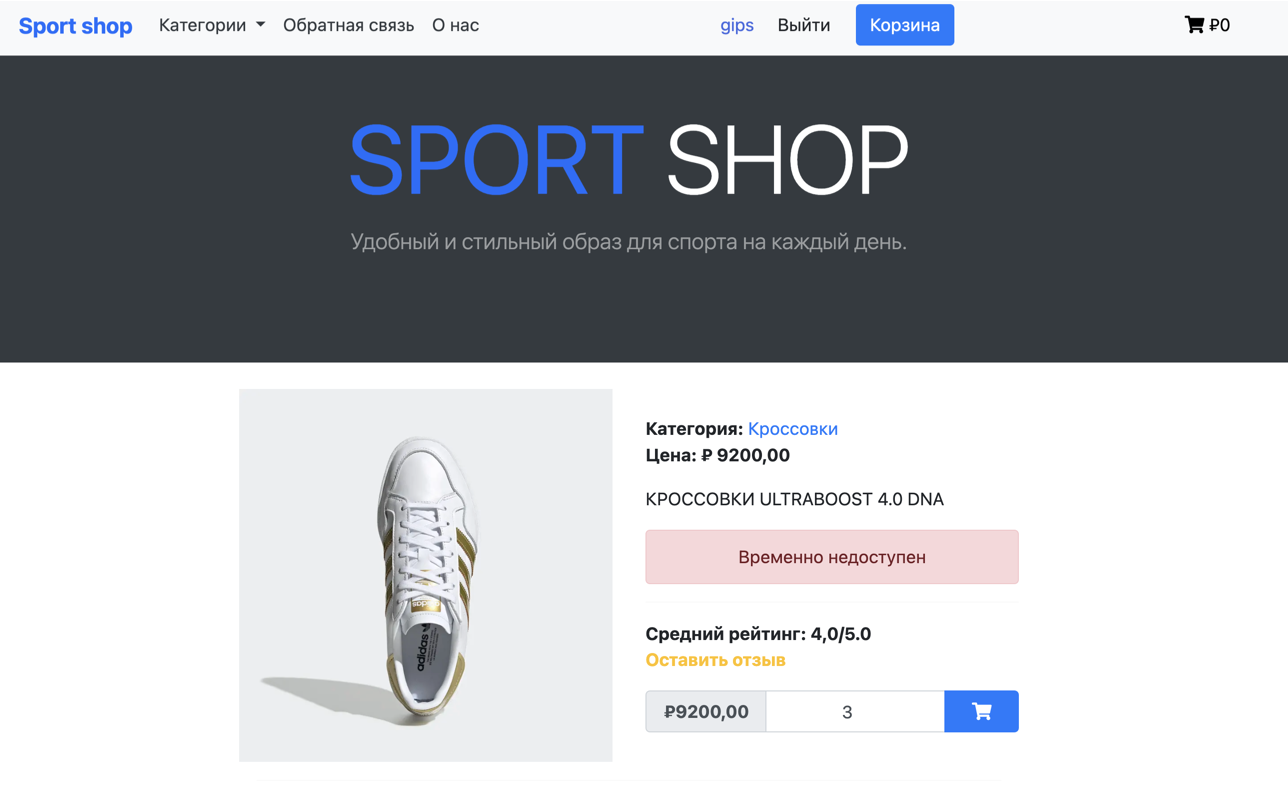 Sport shop Категории Обратная связь О нас gips Выйти Корзина ₽0
SPORT SHOP
Удобный и стильный образ для спорта на каждый день.
Категория: Кроссовки
Цена: ₽ 9200,00
КРОССОВКИ ULTRABOOST 4.0 DNA
Временно недоступен
Средний рейтинг: 4,0/5.0
Оставить отзыв
₽9200,00 3
adidas
adidas